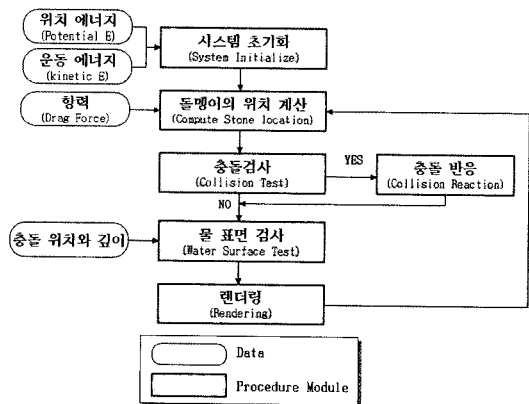 위치 에너지
(Potential E)
운동 에너지
(kinetic E)
시스템 초기화
(System Initialize)
항력
(Drag Force)
돌멩이의 위치 계산
(Compute Stone location)
충돌검사
(Collision Test)
YES
충돌 반응
(Collision Reaction)
NO
충돌 위치와 깊이
물 표면 검사
(Water Surface Test)
랜더링
(Rendering)
Data
Procedure Module